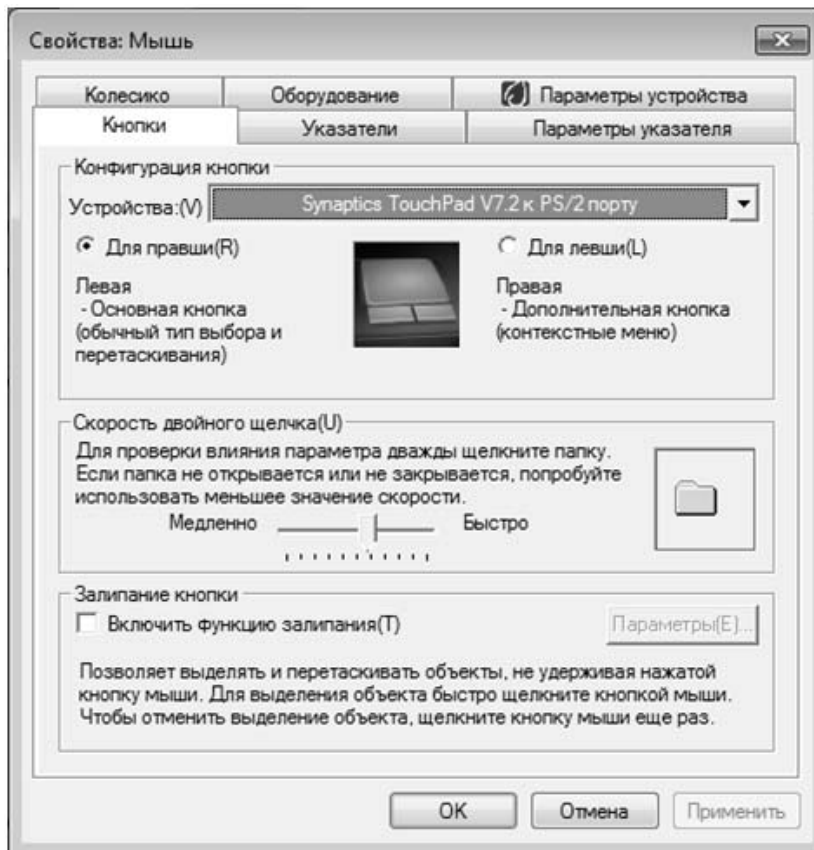 Свойства: Мышь
Колесико Оборудование Параметры устройства
Кнопки Указатели Параметры указателя
Конфигурация кнопки
Устройства:(V) Synaptics TouchPad V7.2 к PS/2 порту
Для правши(R) Для левши(L)
Левая Правая
- Основная кнопка - Дополнительная кнопка
(обычный тип выбора и (контекстные меню)
перетаскивания)
Скорость двойного щелчка(U)
Для проверки влияния параметра дважды щелкните папку.
Если папка не открывается или не закрывается, попробуйте
использовать меньшее значение скорости.
Медленно Быстро
Залипание кнопки
Включить функцию залипания(T) Параметры(E)...
Позволяет выделять и перетаскивать объекты, не удерживая нажатой
кнопку мыши. Для выделения объекта быстро щелкните кнопкой мыши.
Чтобы отменить выделение объекта, щелкните кнопку мыши еще раз.
OK Отмена Применить